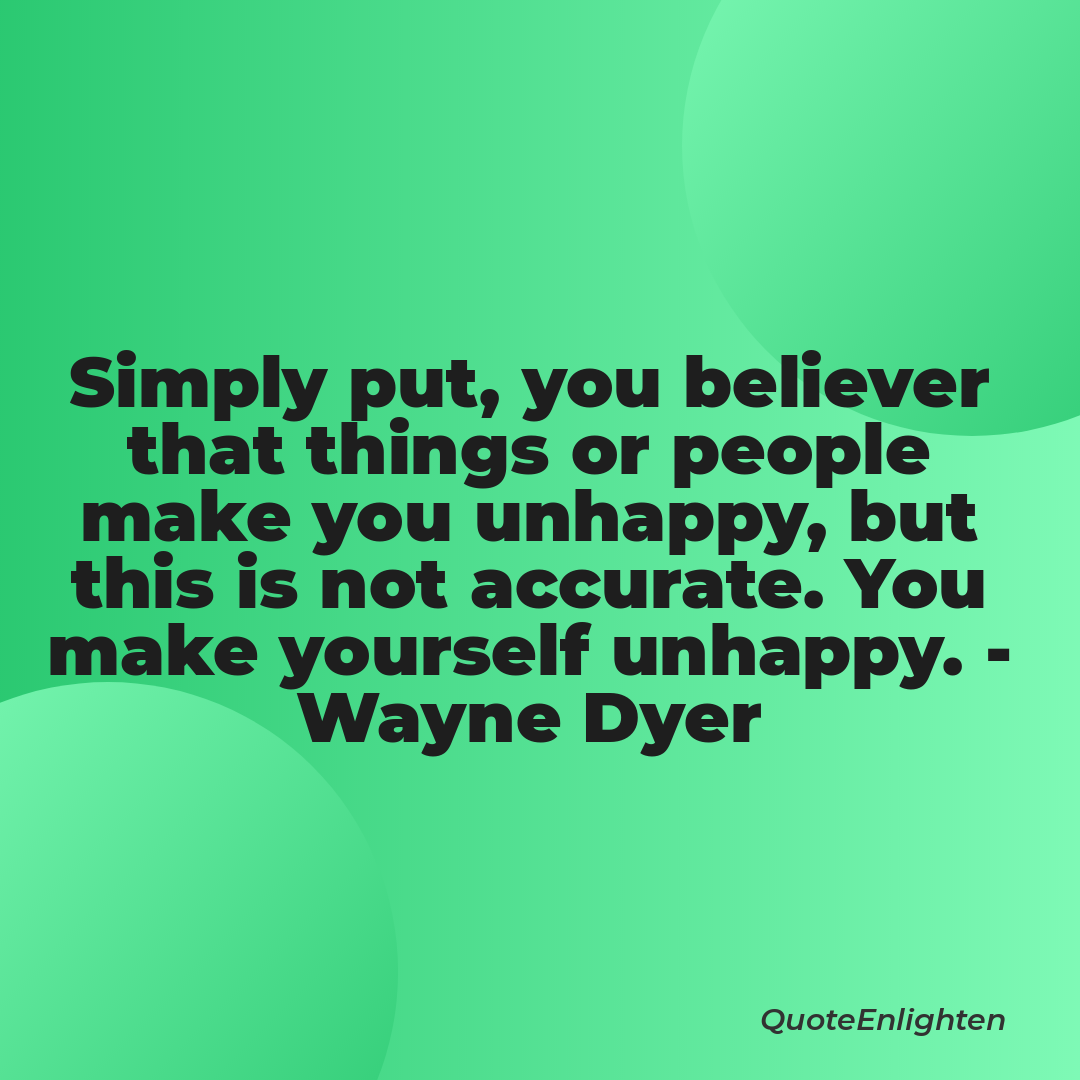 Simply put, you believer
that things or people
make you unhappy, but
this is not accurate. You
make yourself unhappy. -
Wayne Dyer
QuoteEnlighten